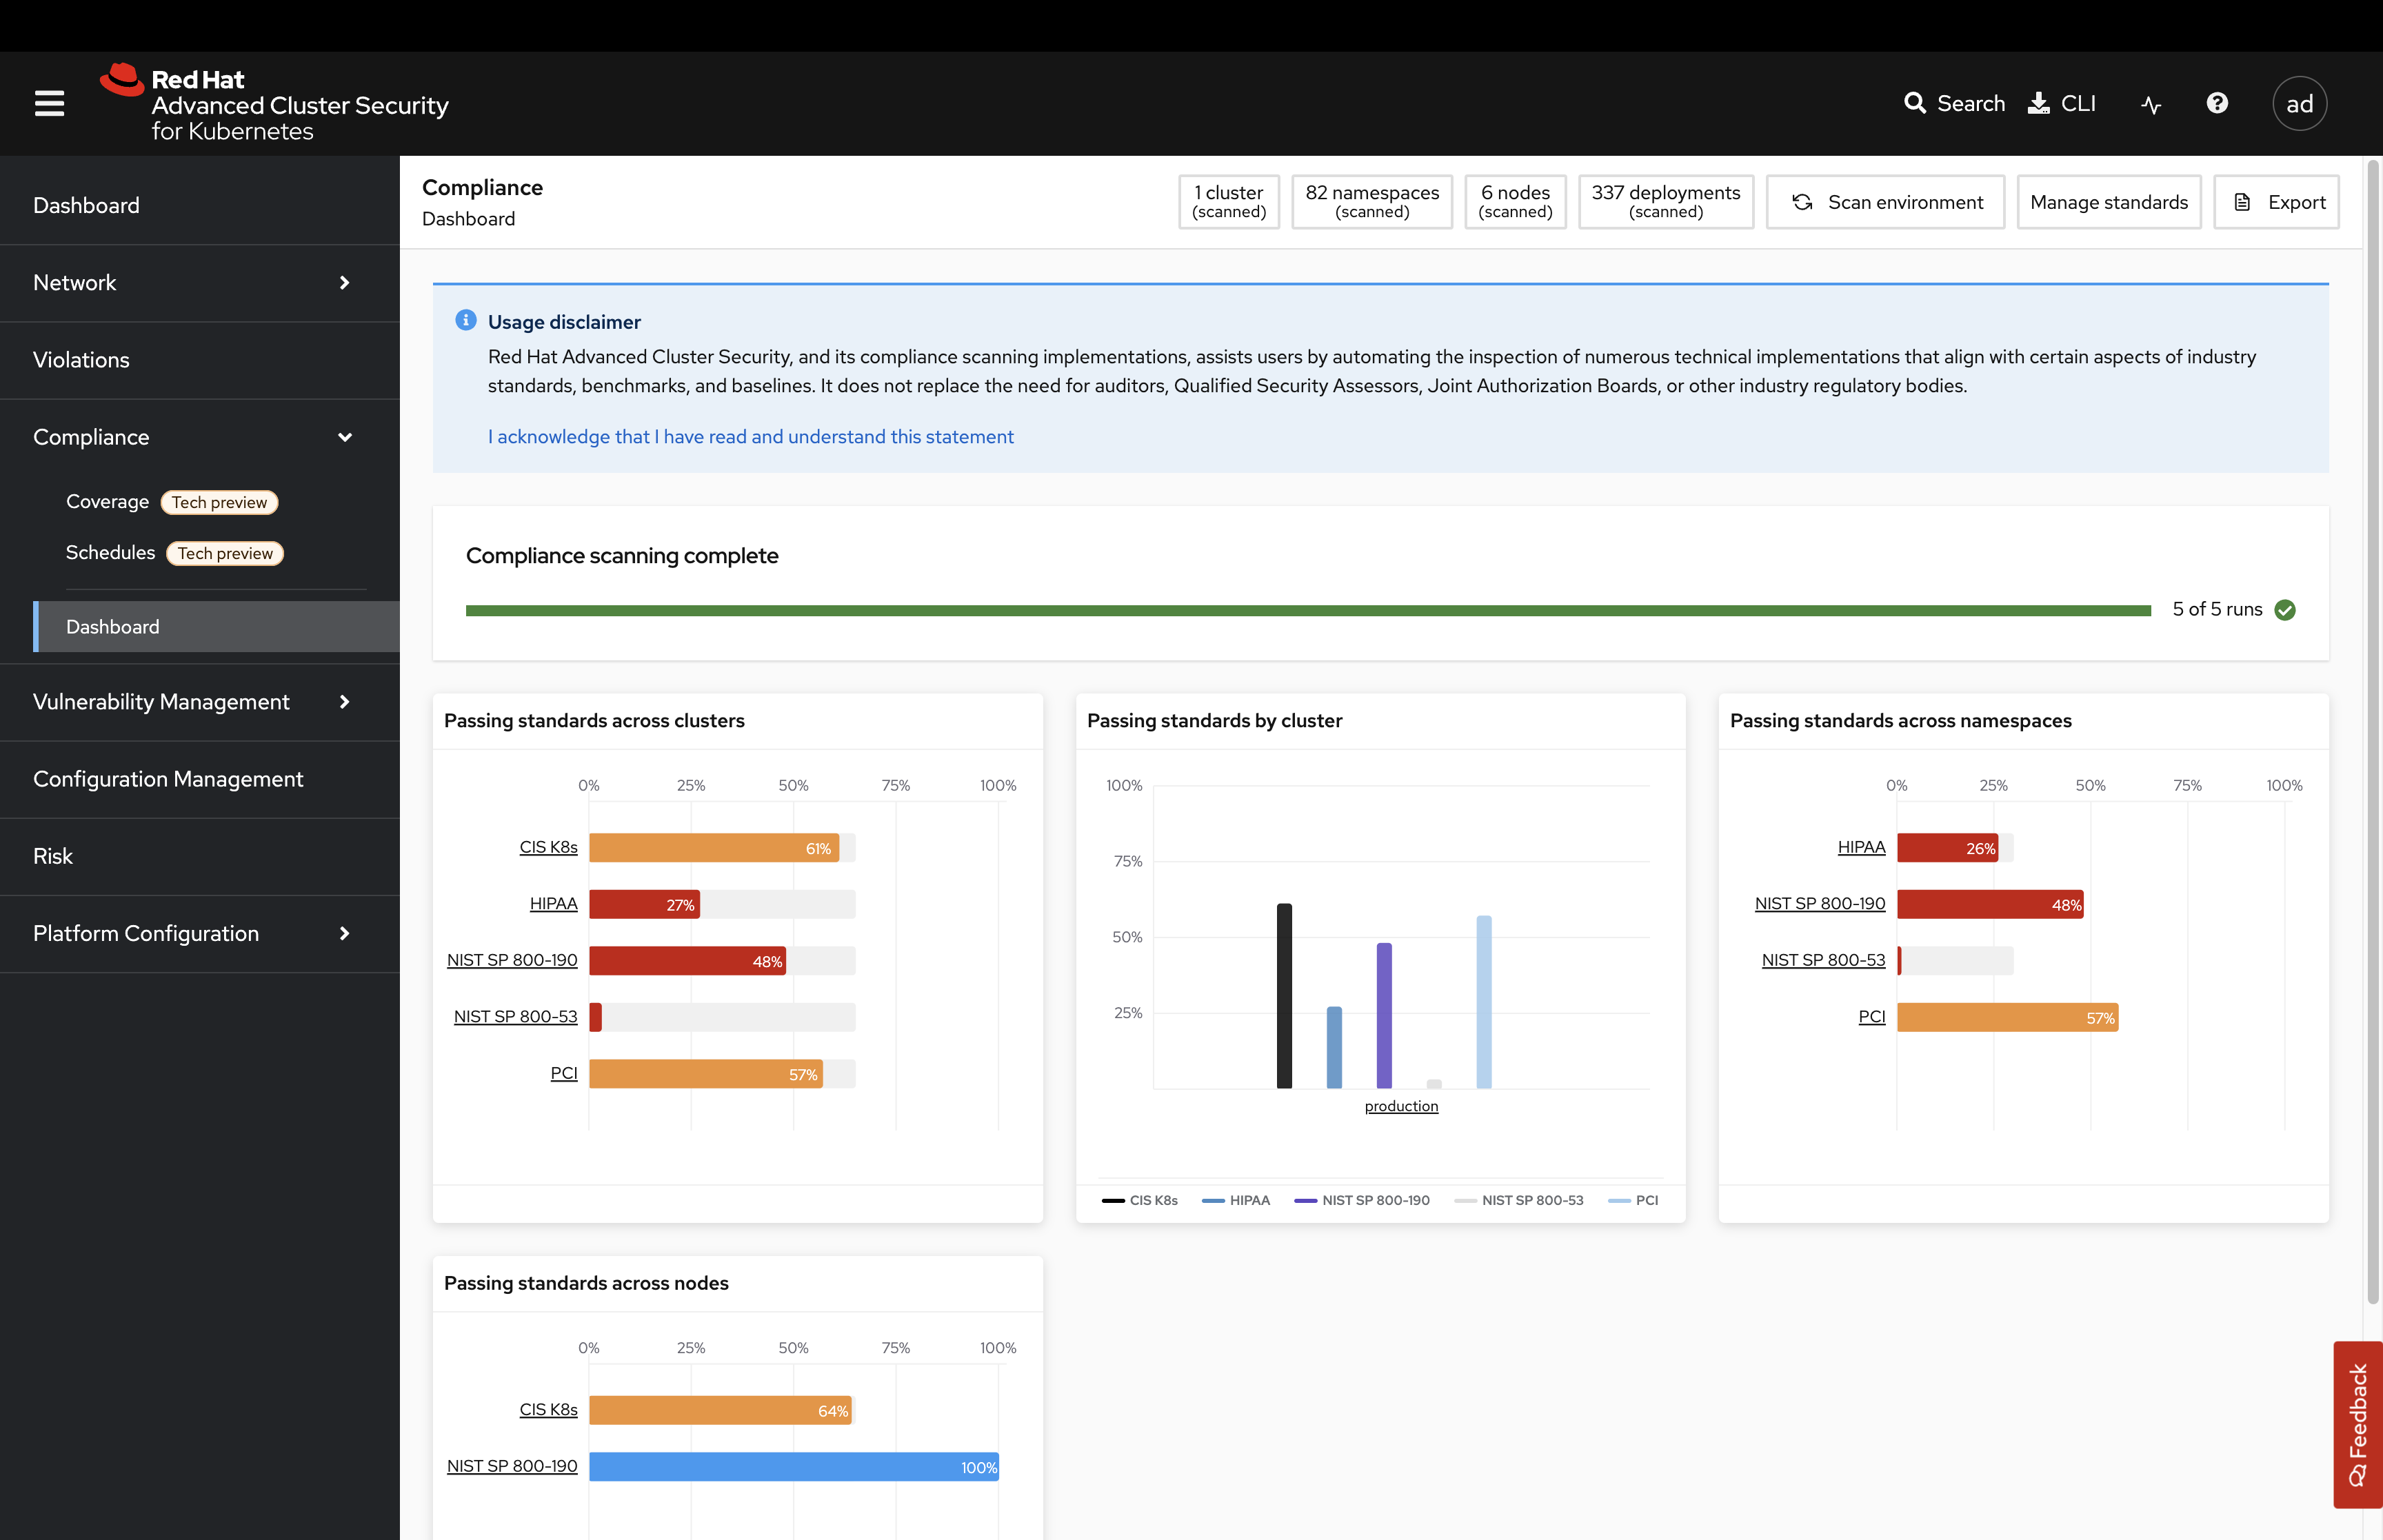 Red Hat
Advanced Cluster Security
for Kubernetes
Search
CLI
ad
Dashboard
Network
Violations
Compliance
Coverage Tech preview
Schedules Tech preview
Dashboard
Vulnerability Management
Configuration Management
Risk
Platform Configuration
Compliance
Dashboard
1 cluster
(scanned)
82 namespaces
(scanned)
6 nodes
(scanned)
337 deployments
(scanned)
Scan environment
Manage standards
Export
Usage disclaimer
Red Hat Advanced Cluster Security, and its compliance scanning implementations, assists users by automating the inspection of numerous technical implementations that align with certain aspects of industry
standards, benchmarks, and baselines. It does not replace the need for auditors, Qualified Security Assessors, Joint Authorization Boards, or other industry regulatory bodies.
I acknowledge that I have read and understand this statement
Compliance scanning complete
5 of 5 runs
Passing standards across clusters
0% 25% 50% 75% 100%
CIS K8s 61%
HIPAA 27%
NIST SP 800-190 48%
NIST SP 800-53
PCI 57%
Passing standards by cluster
100%
75%
50%
25%
production
CIS K8s HIPAA NIST SP 800-190 NIST SP 800-53 PCI
Passing standards across namespaces
0% 25% 50% 75% 100%
HIPAA 26%
NIST SP 800-190 48%
NIST SP 800-53
PCI 57%
Passing standards across nodes
0% 25% 50% 75% 100%
CIS K8s 64%
NIST SP 800-190 100%
Feedback